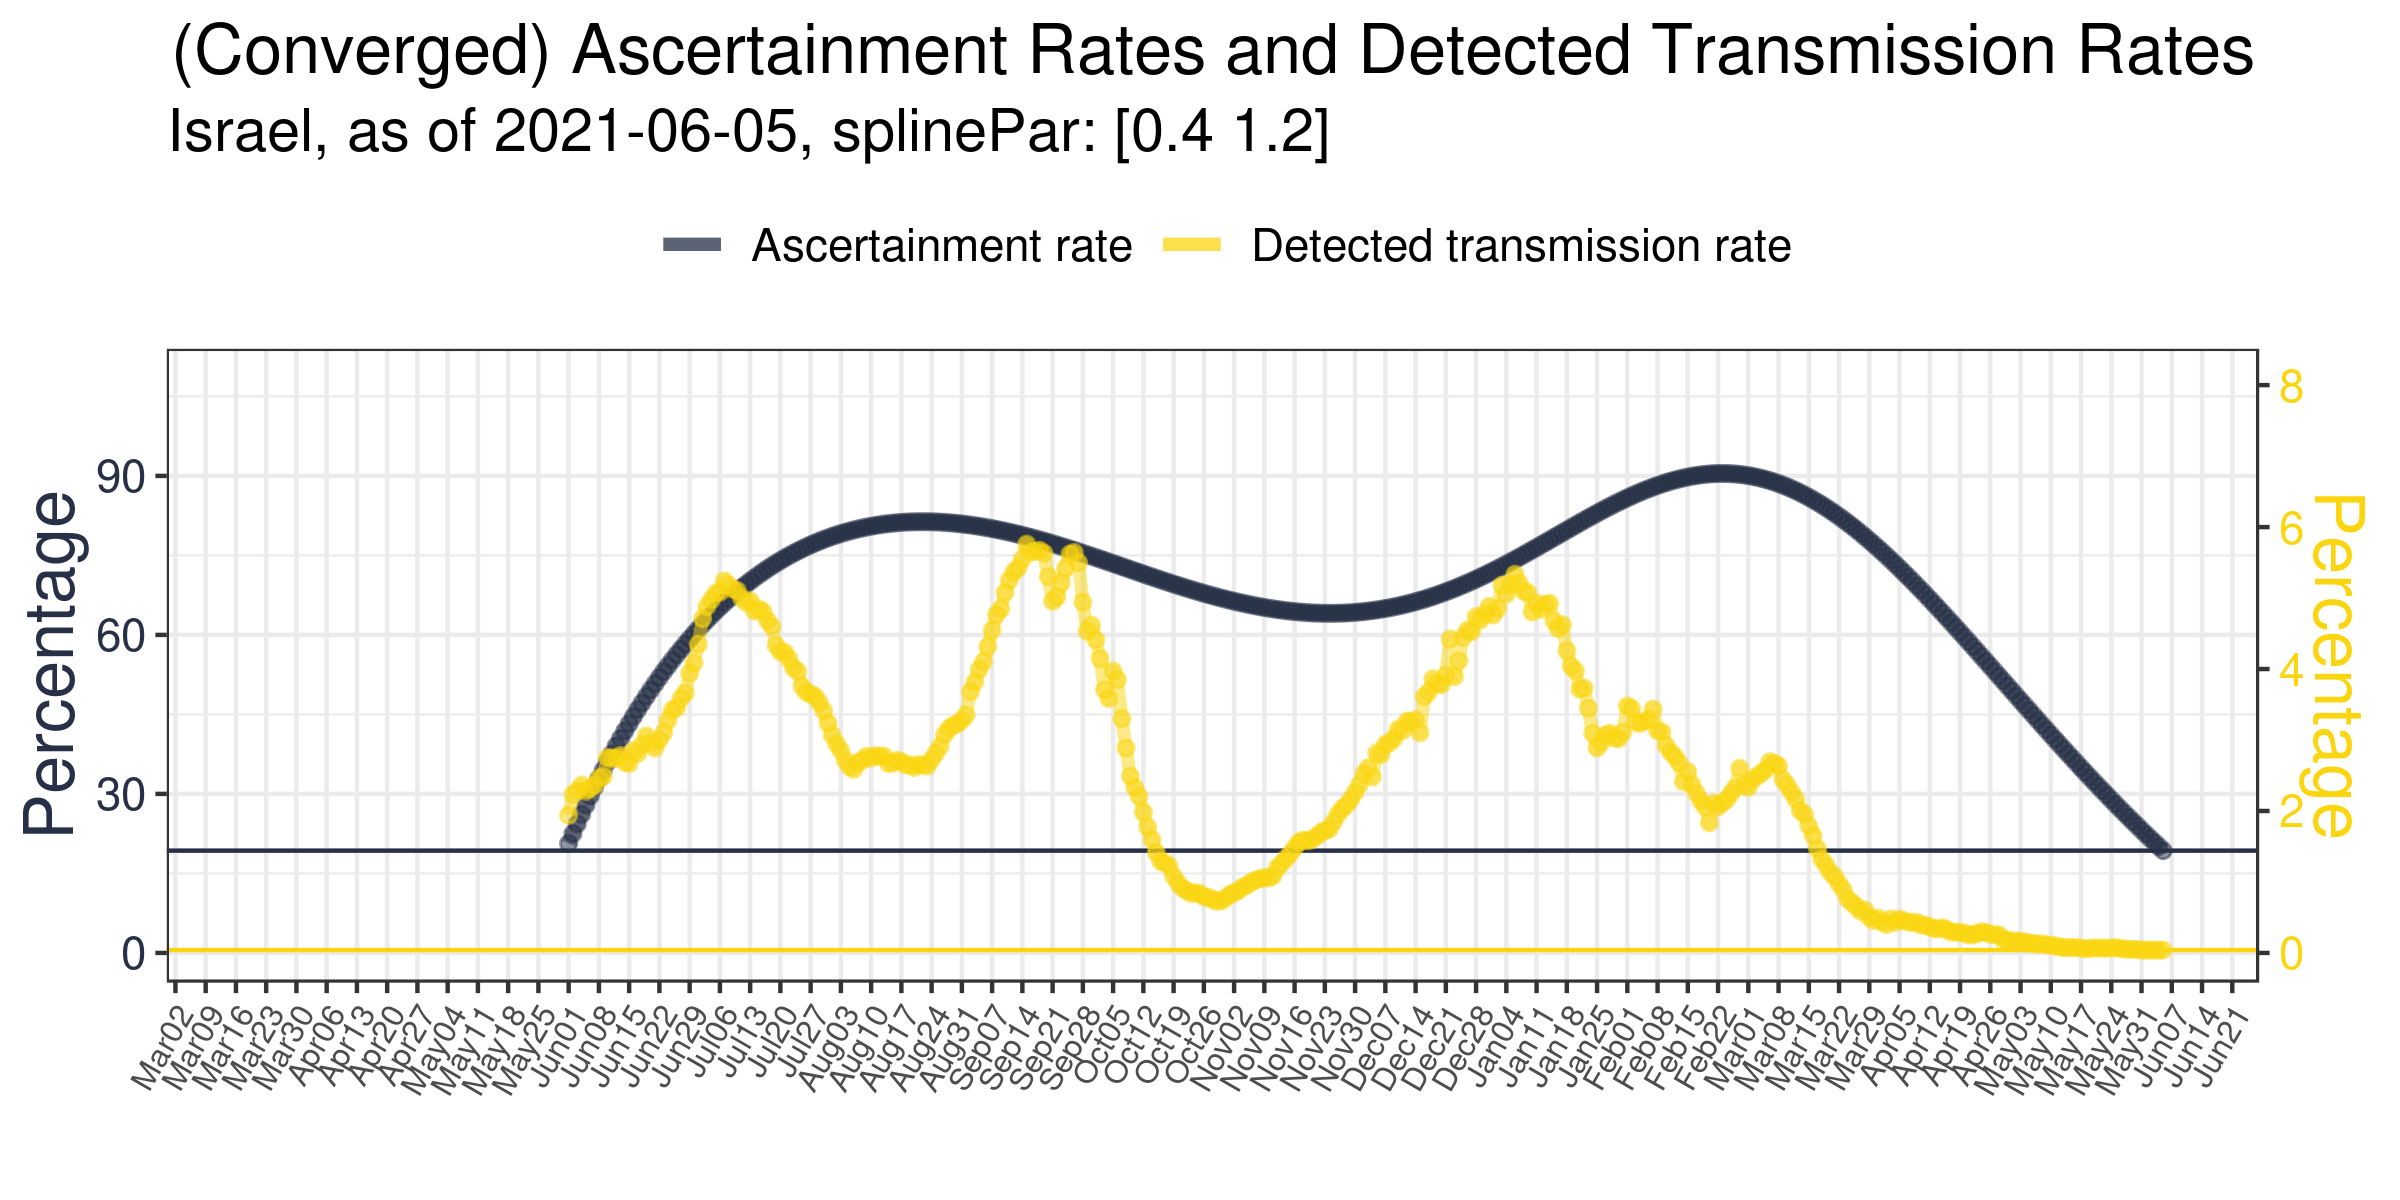 (Converged) Ascertainment Rates and Detected Transmission Rates
Israel, as of 2021-06-05, splinePar: [0.4 1.2]
Ascertainment rate
Detected transmission rate
Percentage
90
60
30
0
8
6
4
2
0
Percentage
Mar02
Mar09
Mar16
Mar23
Mar30
Apr06
Apr13
Apr20
Apr27
May04
May11
May18
May25
Jun01
Jun08
Jun15
Jun22
Jun29
Jul06
Jul13
Jul20
Jul27
Aug03
Aug10
Aug17
Aug24
Aug31
Sep07
Sep14
Sep21
Sep28
Oct05
Oct12
Oct19
Oct26
Nov02
Nov09
Nov16
Nov23
Nov30
Dec07
Dec14
Dec21
Dec28
Jan04
Jan11
Jan18
Jan25
Feb01
Feb08
Feb15
Feb22
Mar01
Mar08
Mar15
Mar22
Mar29
Apr05
Apr12
Apr19
Apr26
May03
May10
May17
May24
May31
Jun07
Jun14
Jun21